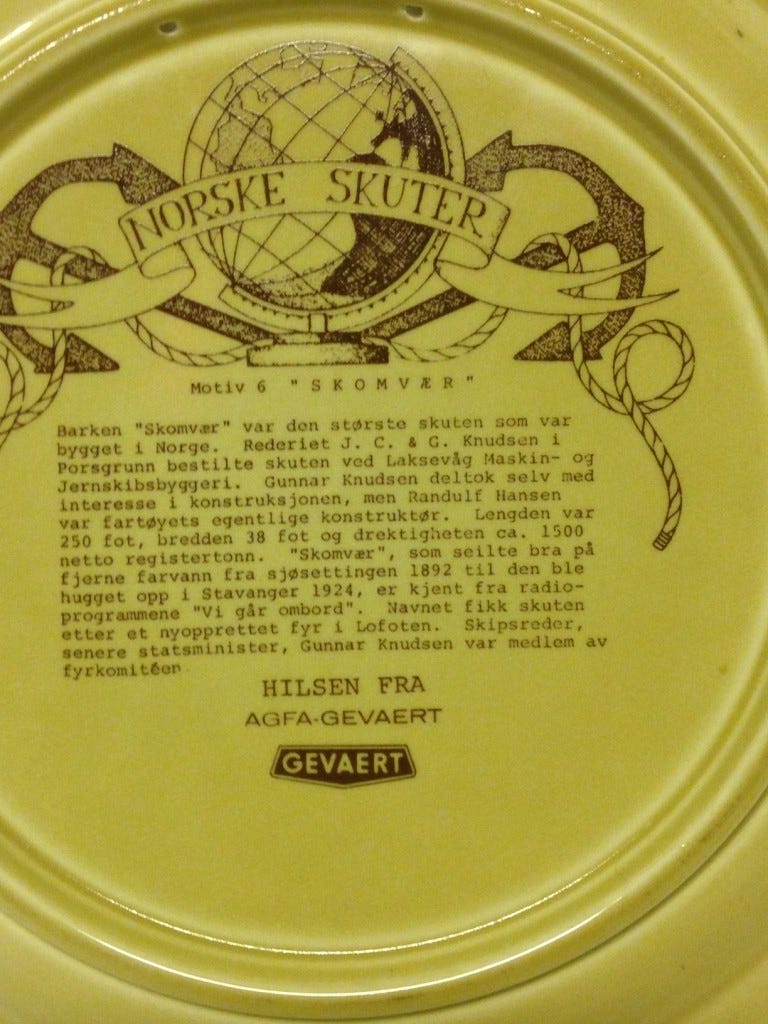 NORSKE SKUTER
Motiv 6 "SKOMVÆR"
Barken "Skomvær" var den største skuten som var
bygget i Norge. Rederiet J. C. & G. Knudsen i
Porsgrunn bestilte skuten ved Laksevåg Maskin- og
Jernskibsbyggeri. Gunnar Knudsen deltok selv med
interesse i konstruksjonen, men Randulf Hansen
var fartøyets egentlige konstruktør. Lengden var
250 fot, bredden 38 fot og drektigheten ca. 1500
netto registertonn. "Skomvær", som seilte bra på
fjerne farvann fra sjøsettingen 1892 til den ble
hugget opp i Stavanger 1924, er kjent fra radio-
programmene "Vi går ombord". Navnet fikk skuten
etter et nyopprettet fyr i Lofoten. Skipsreder,
senere statsminister, Gunnar Knudsen var medlem av
fyrkomitéen
HILSEN FRA
AGFA-GEVAERT
GEVAERT